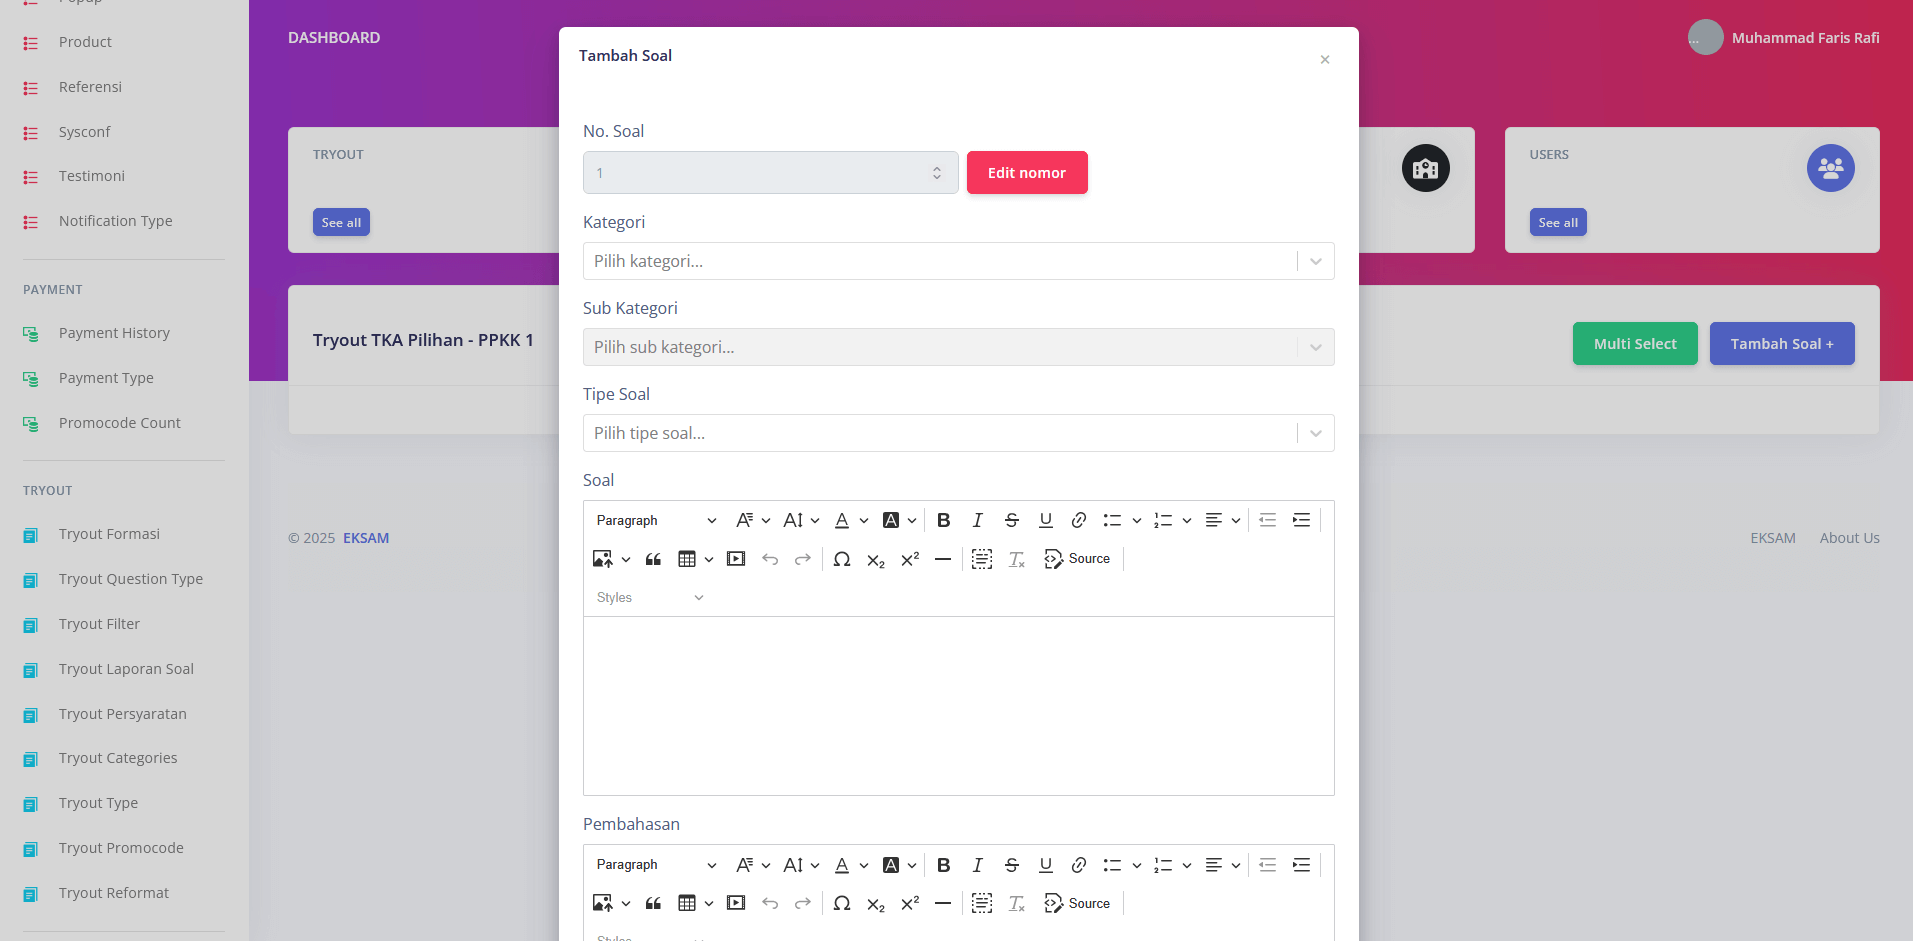 Popup
Product
Referensi
Sysconf
Testimoni
Notification Type
PAYMENT
Payment History
Payment Type
Promocode Count
TRYOUT
Tryout Formasi
Tryout Question Type
Tryout Filter
Tryout Laporan Soal
Tryout Persyaratan
Tryout Categories
Tryout Type
Tryout Promocode
Tryout Reformat
DASHBOARD
... Muhammad Faris Rafi
TRYOUT
See all
USERS
See all
Tryout TKA Pilihan - PPKK 1
Multi Select
Tambah Soal +
© 2025 EKSAM
EKSAM About Us
Tambah Soal
×
No. Soal
1
Edit nomor
Kategori
Pilih kategori...
Sub Kategori
Pilih sub kategori...
Tipe Soal
Pilih tipe soal...
Soal
Paragraph
Source
Styles
Pembahasan
Paragraph
Source
Styles